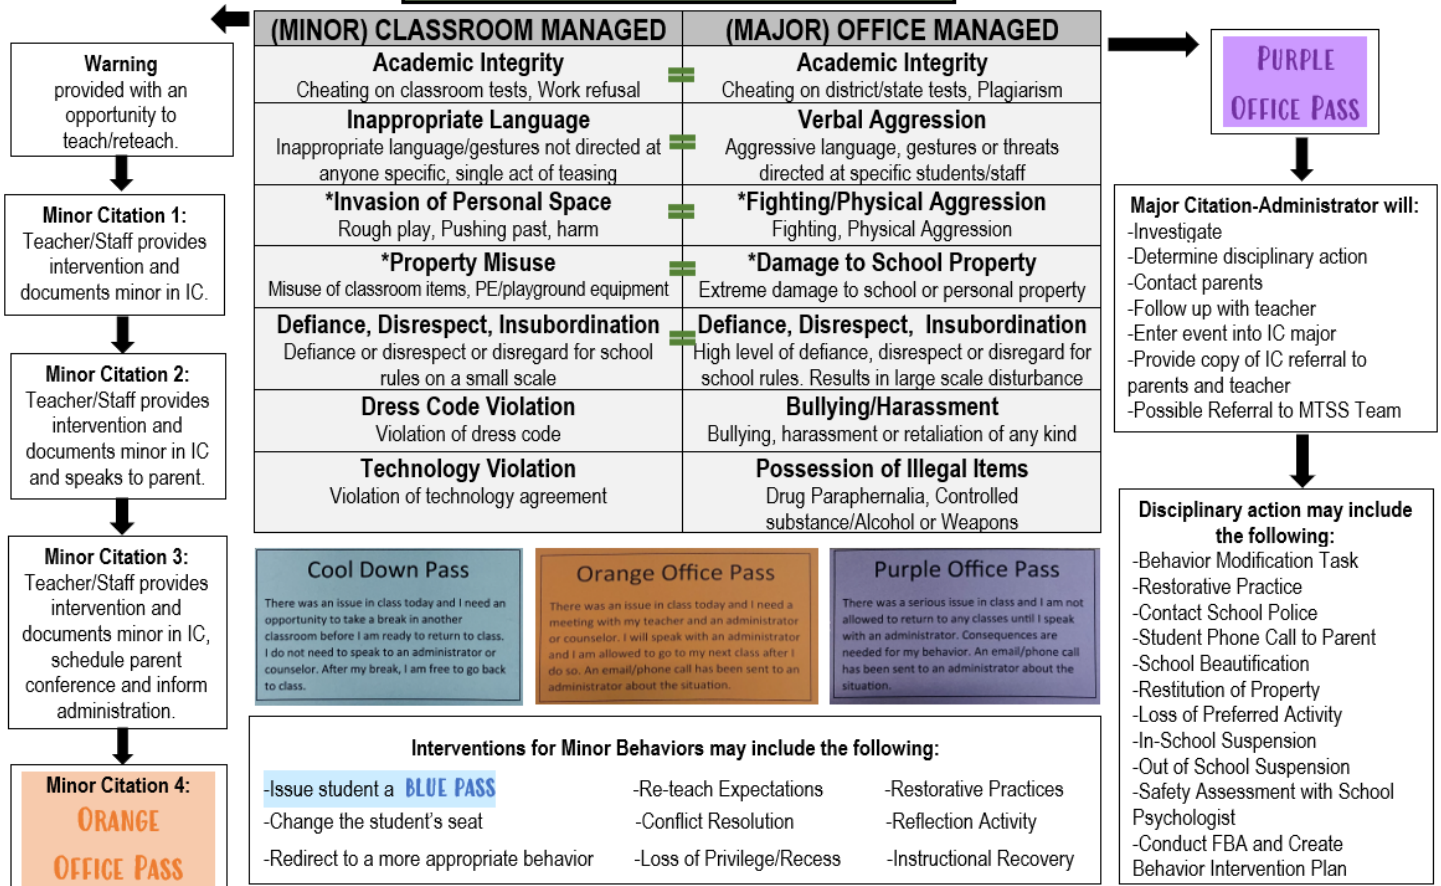 (MINOR) CLASSROOM MANAGED
(MAJOR) OFFICE MANAGED
Academic Integrity
Cheating on classroom tests, Work refusal
Academic Integrity
Cheating on district/state tests, Plagiarism
Inappropriate Language
Inappropriate language/gestures not directed at
anyone specific, single act of teasing
Verbal Aggression
Aggressive language, gestures or threats
directed at specific students/staff
*Invasion of Personal Space
Rough play, Pushing past, harm
*Fighting/Physical Aggression
Fighting, Physical Aggression
*Property Misuse
Misuse of classroom items, PE/playground equipment
*Damage to School Property
Extreme damage to school or personal property
Defiance, Disrespect, Insubordination
Defiance or disrespect or disregard for school
rules on a small scale
Defiance, Disrespect, Insubordination
High level of defiance, disrespect or disregard for
school rules. Results in large scale disturbance
Dress Code Violation
Violation of dress code
Bullying/Harassment
Bullying, harassment or retaliation of any kind
Technology Violation
Violation of technology agreement
Possession of Illegal Items
Drug Paraphernalia, Controlled
substance/Alcohol or Weapons
Warning
provided with an
opportunity to
teach/reteach.
Minor Citation 1:
Teacher/Staff provides
intervention and
documents minor in IC.
Minor Citation 2:
Teacher/Staff provides
intervention and
documents minor in IC
and speaks to parent.
Minor Citation 3:
Teacher/Staff provides
intervention and
documents minor in IC,
schedule parent
conference and inform
administration.
Minor Citation 4:
ORANGE
OFFICE PASS
Cool Down Pass
There was an issue in class today and I need an
opportunity to take a break in another
classroom before I am ready to return to class.
I do not need to speak to an administrator or
counselor. After my break, I am free to go back
to class.
Orange Office Pass
There was an issue in class today and I need a
meeting with my teacher and an administrator
or counselor. I will speak with an administrator
and I am allowed to go to my next class after I
do so. An email/phone call has been sent to an
administrator about the situation.
Purple Office Pass
There was a serious issue in class and I am not
allowed to return to any classes until I speak
with an administrator. Consequences are
needed for my behavior. An email/phone call
has been sent to an administrator about the
situation.
Interventions for Minor Behaviors may include the following:
-Issue student a BLUE PASS
-Change the student's seat
-Redirect to a more appropriate behavior
-Re-teach Expectations
-Conflict Resolution
-Loss of Privilege/Recess
-Restorative Practices
-Reflection Activity
-Instructional Recovery
PURPLE
OFFICE PASS
Major Citation-Administrator will:
-Investigate
-Determine disciplinary action
-Contact parents
-Follow up with teacher
-Enter event into IC major
-Provide copy of IC referral to
parents and teacher
-Possible Referral to MTSS Team
Disciplinary action may include
the following:
-Behavior Modification Task
-Restorative Practice
-Contact School Police
-Student Phone Call to Parent
-School Beautification
-Restitution of Property
-Loss of Preferred Activity
-In-School Suspension
-Out of School Suspension
-Safety Assessment with School
Psychologist
-Conduct FBA and Create
Behavior Intervention Plan